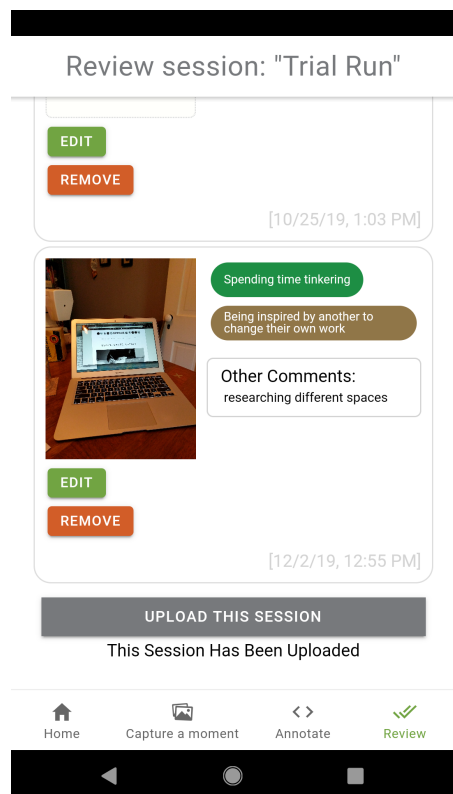 Review session: "Trial Run"
EDIT
REMOVE
[10/25/19, 1:03 PM]
Spending time tinkering
Being inspired by another to
change their own work
Other Comments:
researching different spaces
EDIT
REMOVE
[12/2/19, 12:55 PM]
UPLOAD THIS SESSION
This Session Has Been Uploaded
Home
Capture a moment
Annotate
Review